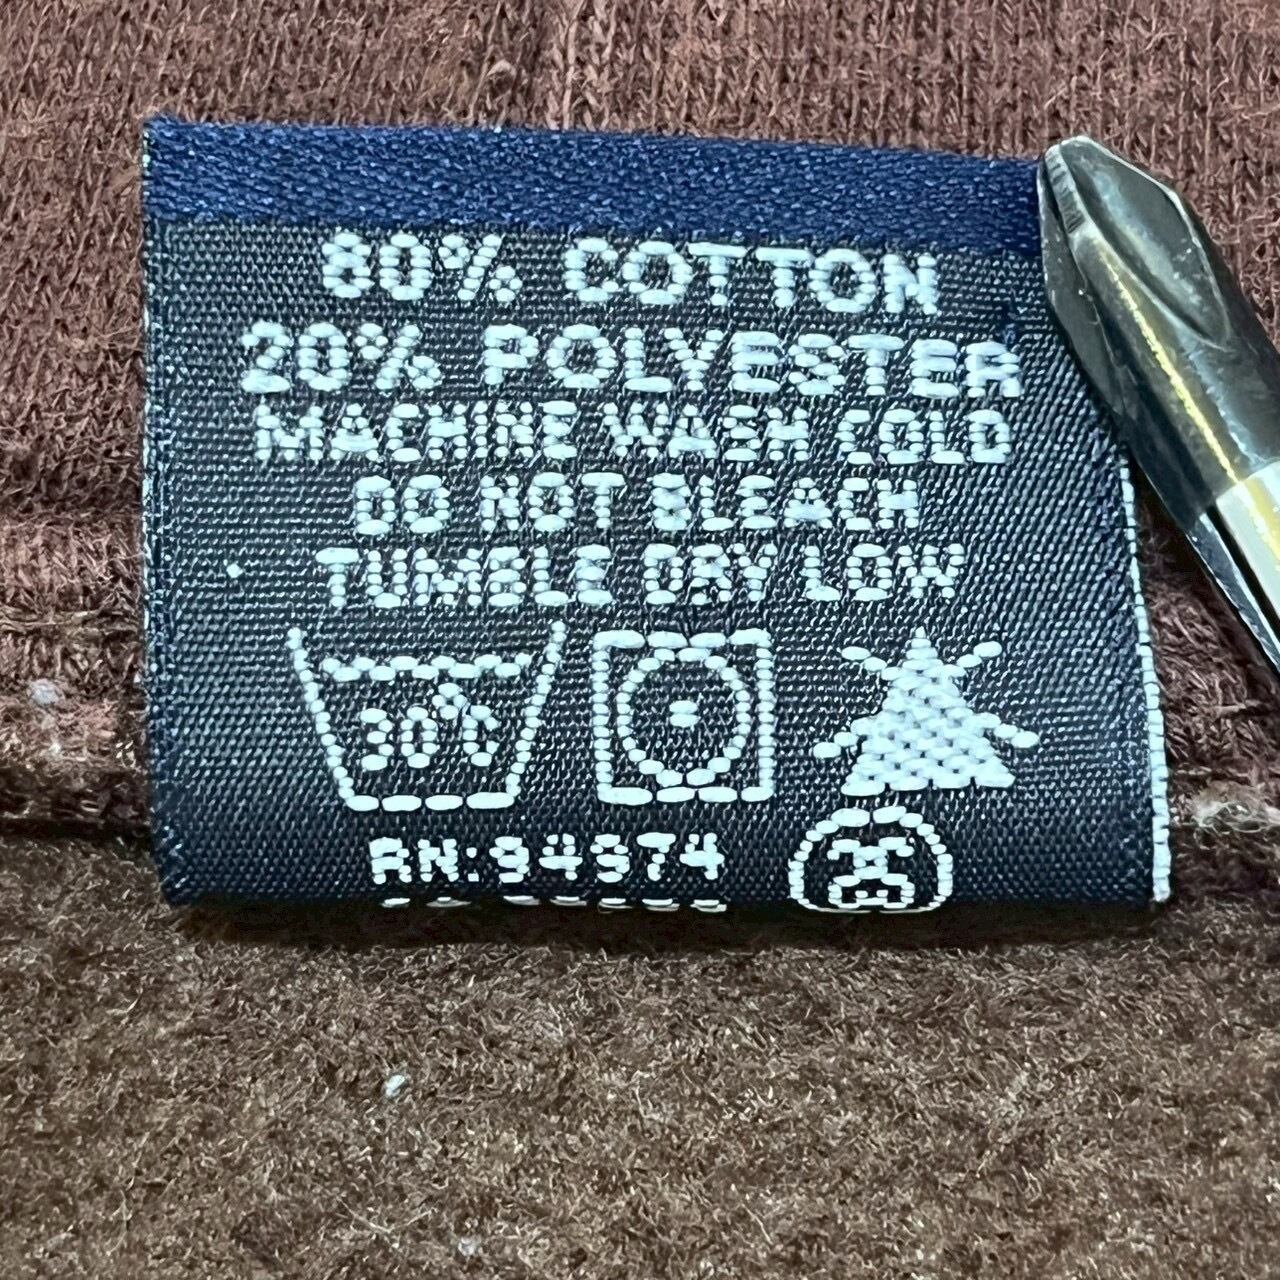 80% COTTON
20% POLYESTER
MACHINE WASH COLD
DO NOT BLEACH
TUMBLE DRY LOW
30°C
RN:94974